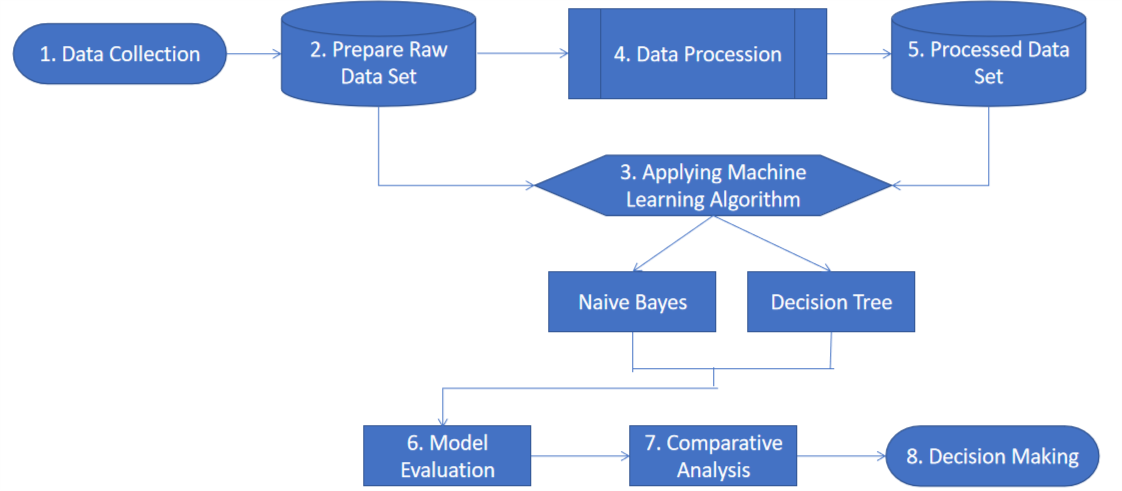 1. Data Collection
2. Prepare Raw
Data Set
4. Data Procession
5. Processed Data
Set
3. Applying Machine
Learning Algorithm
Naive Bayes
Decision Tree
6. Model
Evaluation
7. Comparative
Analysis
8. Decision Making